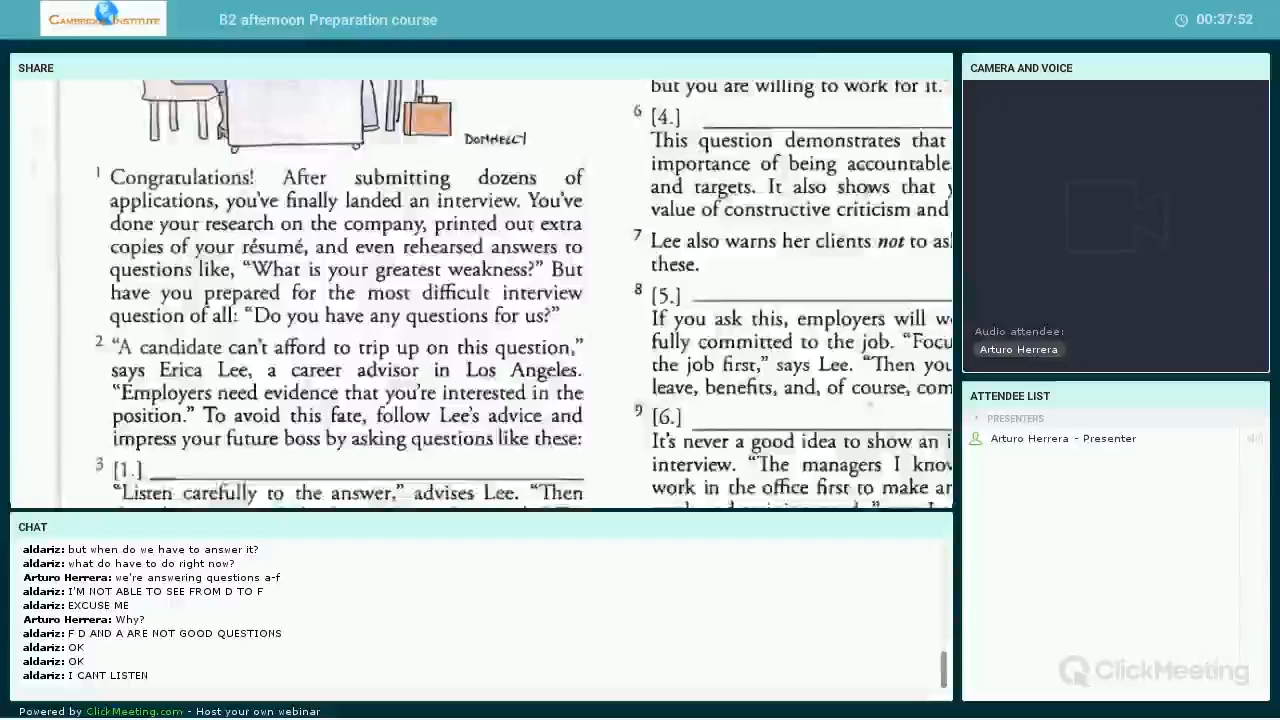 CAMBRIDGE INSTITUTE
B2 afternoon Preparation course
00:37:52
SHARE
DONNELLY
1 Congratulations! After submitting dozens of
applications, you've finally landed an interview. You've
done your research on the company, printed out extra
copies of your résumé, and even rehearsed answers to
questions like, “What is your greatest weakness?” But
have you prepared for the most difficult interview
question of all: “Do you have any questions for us?”
2 “A candidate can't afford to trip up on this question,”
says Erica Lee, a career advisor in Los Angeles.
“Employers need evidence that you're interested in the
position.” To avoid this fate, follow Lee's advice and
impress your future boss by asking questions like these:
3 [1.]
“Listen carefully to the answer,” advises Lee. “Then
but you are willing to work for it.”
6 [4.]
This question demonstrates that
importance of being accountable
and targets. It also shows that
value of constructive criticism and
7 Lee also warns her clients not to as
these.
8 [5.]
If you ask this, employers will w
fully committed to the job. “Focu
the job first,” says Lee. “Then you
leave, benefits, and, of course, com
9 [6.]
It's never a good idea to show an i
interview. “The managers I know
work in the office first to make an
CAMERA AND VOICE
Audio attendee:
Arturo Herrera
ATTENDEE LIST
PRESENTERS
Arturo Herrera - Presenter
ClickMeeting
CHAT
aldariz: but when do we have to answer it?
aldariz: what do have to do right now?
Arturo Herrera: we're answering questions a-f
aldariz: I'M NOT ABLE TO SEE FROM D TO F
aldariz: EXCUSE ME
Arturo Herrera: Why?
aldariz: F D AND A ARE NOT GOOD QUESTIONS
aldariz: OK
aldariz: OK
aldariz: I CANT LISTEN
Powered by ClickMeeting.com - Host your own webinar